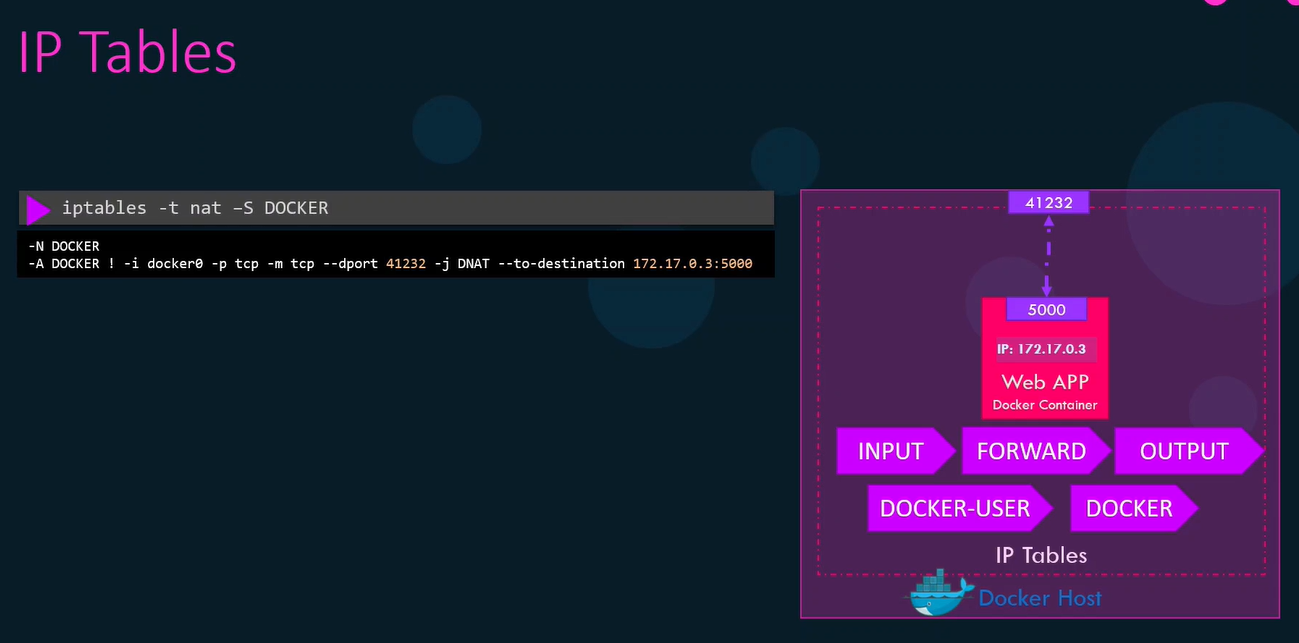 IP Tables
iptables -t nat –S DOCKER
-N DOCKER
-A DOCKER ! -i docker0 -p tcp -m tcp --dport 41232 -j DNAT --to-destination 172.17.0.3:5000
41232
5000
IP: 172.17.0.3
Web APP
Docker Container
INPUT
FORWARD
OUTPUT
DOCKER-USER
DOCKER
IP Tables
Docker Host